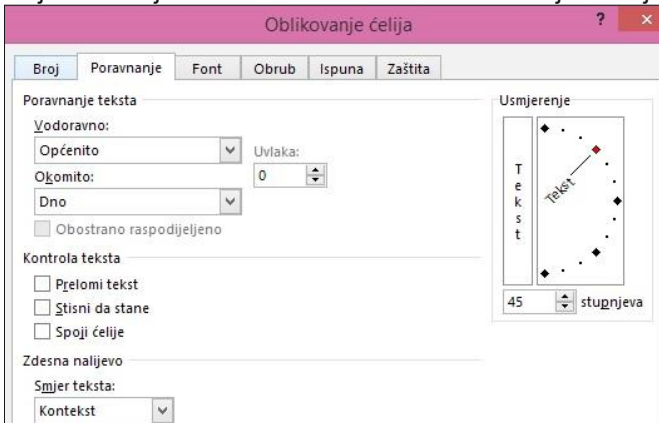 Oblikovanje ćelija
? ×
Broj Poravnanje Font Obrub Ispuna Zaštita
Poravnanje teksta
Vodoravno:
Općenito
Uvlaka:
0
Okomito:
Dno
Obostrano raspodijeljeno
Kontrola teksta
Prelomi tekst
Stisni da stane
Spoji ćelije
Zdesna nalijevo
Smjer teksta:
Kontekst
Usmjerenje
Tekst
Tekst
45 stupnjeva